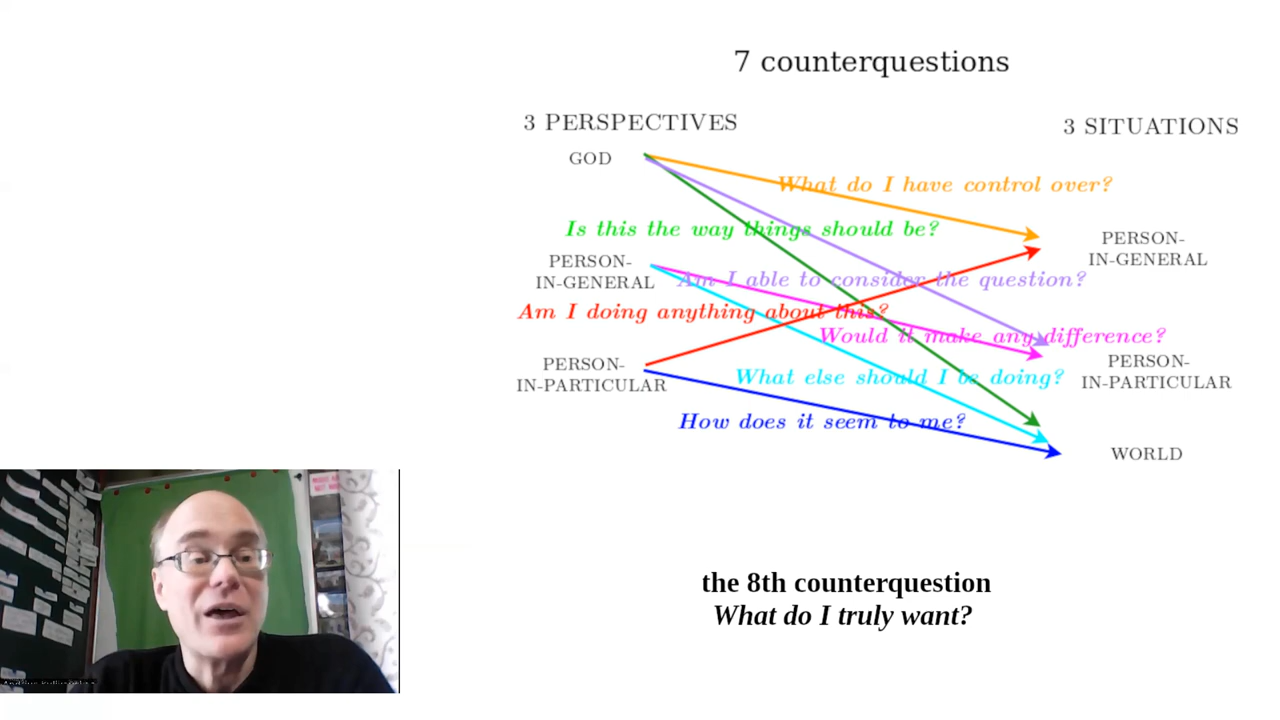 7 counterquestions
3 PERSPECTIVES
3 SITUATIONS
GOD
What do I have control over?
Is this the way things should be?
PERSON-
IN-GENERAL
PERSON-
IN-GENERAL
Am I able to consider the question?
Am I doing anything about this?
Would it make any difference?
PERSON-
IN-PARTICULAR
PERSON-
IN-PARTICULAR
What else should I be doing?
How does it seem to me?
WORLD
the 8th counterquestion
What do I truly want?